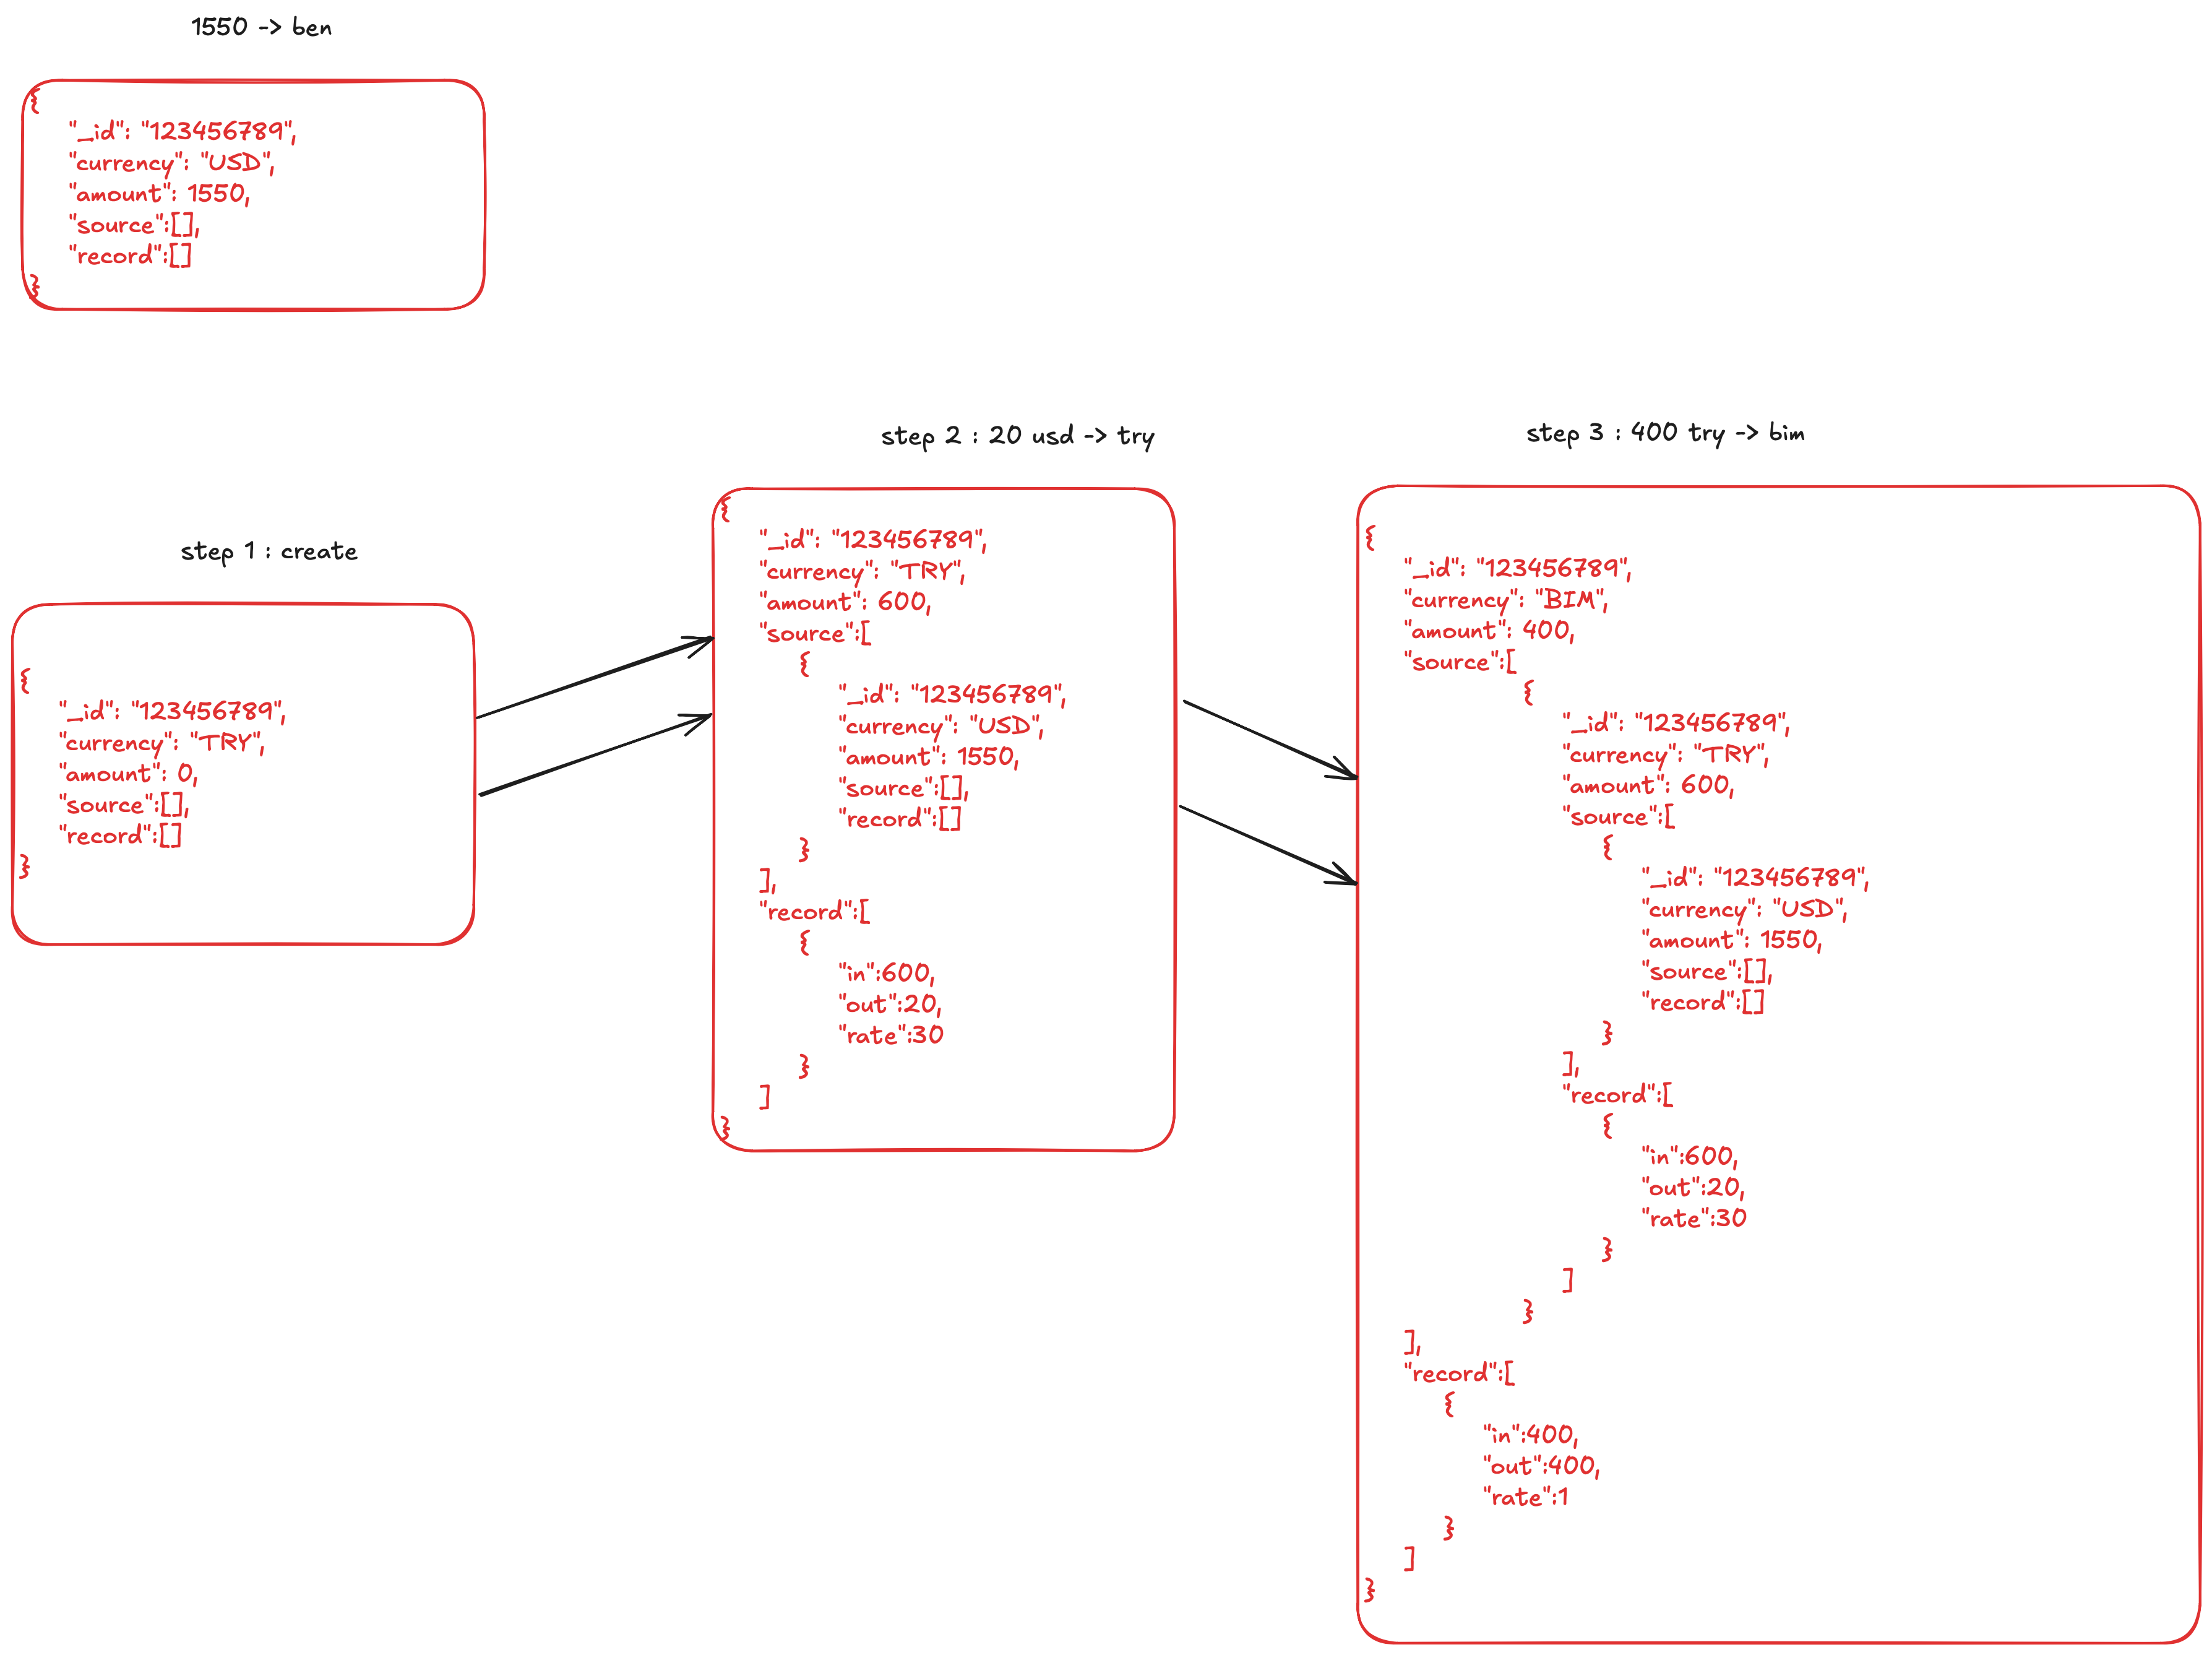 1550 -> ben
{
"_id": "123456789",
"currency": "USD",
"amount": 1550,
"source":[],
"record":[]
}
step 1 : create
{
"_id": "123456789",
"currency": "TRY",
"amount": 0,
"source":[],
"record":[]
}
step 2 : 20 usd -> try
{
"_id": "123456789",
"currency": "TRY",
"amount": 600,
"source":[
{
"_id": "123456789",
"currency": "USD",
"amount": 1550,
"source":[],
"record":[]
}
],
"record":[
{
"in":600,
"out":20,
"rate":30
}
]
}
step 3 : 400 try -> bim
{
"_id": "123456789",
"currency": "BIM",
"amount": 400,
"source":[
{
"_id": "123456789",
"currency": "TRY",
"amount": 600,
"source":[
{
"_id": "123456789",
"currency": "USD",
"amount": 1550,
"source":[],
"record":[]
}
],
"record":[
{
"in":600,
"out":20,
"rate":30
}
]
}
],
"record":[
{
"in":400,
"out":400,
"rate":1
}
]
}